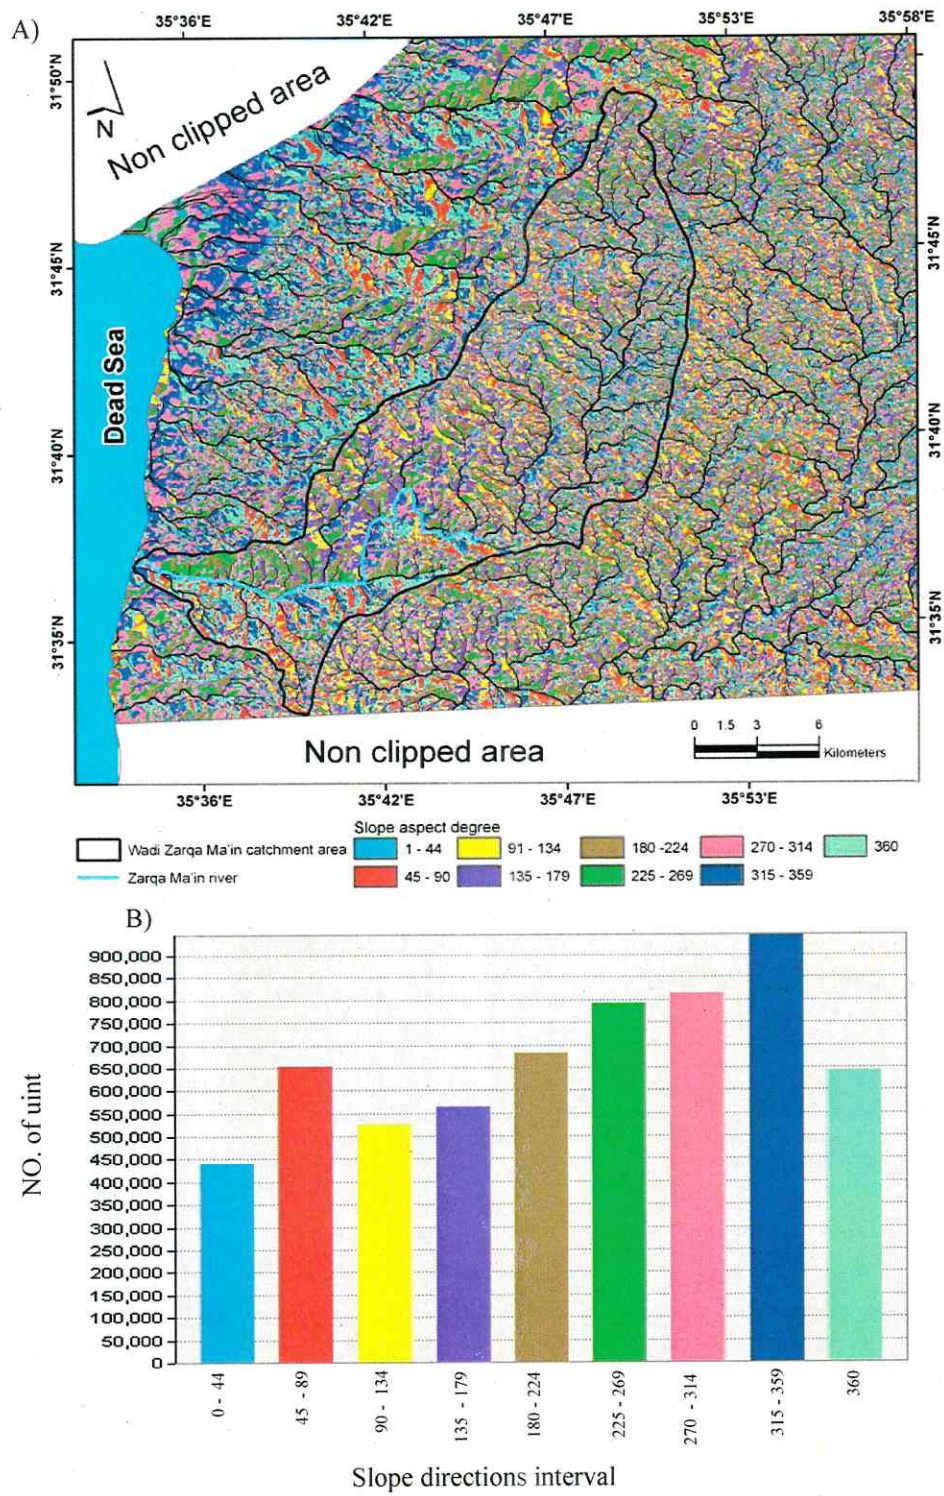 A)
35°36'E 35°42'E 35°47'E 35°53'E 35°58'E
31°50'N
N
Non clipped area
31°45'N 31°45'N
Dead Sea
31°40'N 31°40'N
31°35'N 31°35'N
Non clipped area
0 1.5 3 6
Kilometers
35°36'E 35°42'E 35°47'E 35°53'E
Slope aspect degree
Wadi Zarqa Ma'in catchment area 1 - 44 91 - 134 180 -224 270 - 314 360
Zarqa Ma'in river 45 - 90 135 - 179 225 - 269 315 - 359
B)
900,000
850,000
800,000
750,000
700,000
650,000
600,000
550,000
500,000
450,000
400,000
350,000
300,000
250,000
200,000
150,000
100,000
50,000
0
NO. of uint
0 - 44 45 - 89 90 - 134 135 - 179 180 - 224 225 - 269 270 - 314 315 - 359 360
Slope directions interval